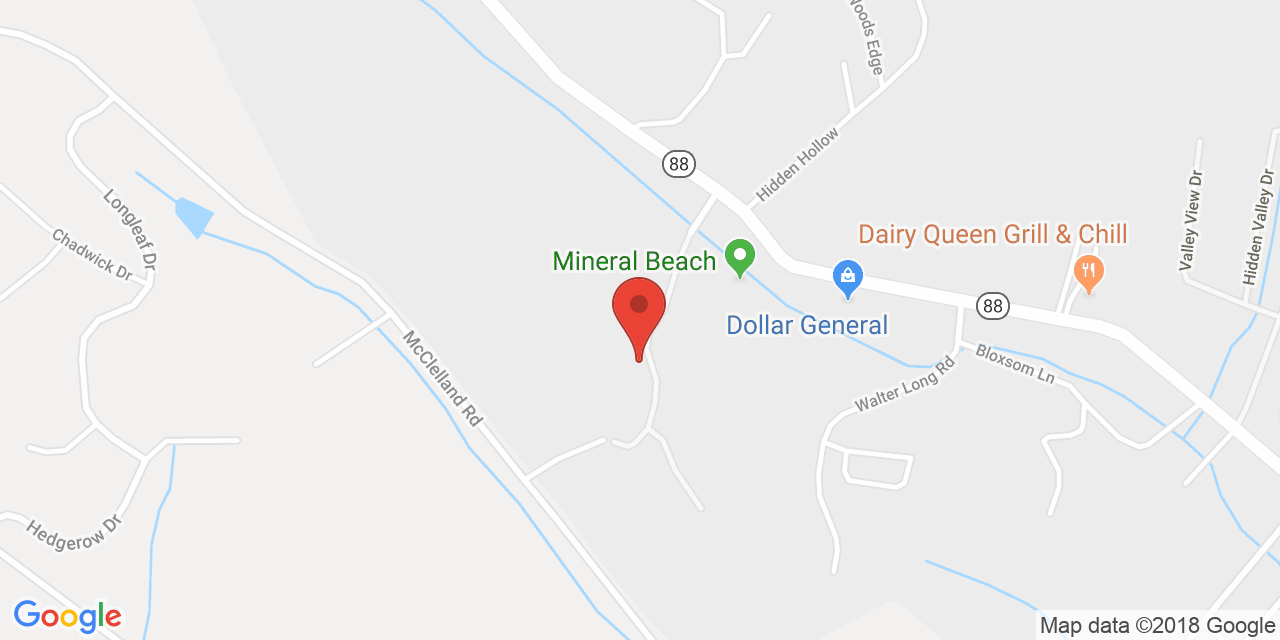 Woods Edge
88
Hidden Hollow
Longleaf Dr
Chadwick Dr
Valley View Dr
Hidden Valley Dr
Dairy Queen Grill & Chill
Mineral Beach
88
Dollar General
McClelland Rd
Walter Long Rd
Bloxsom Ln
Hedgerow Dr
Google
Map data ©2018 Google